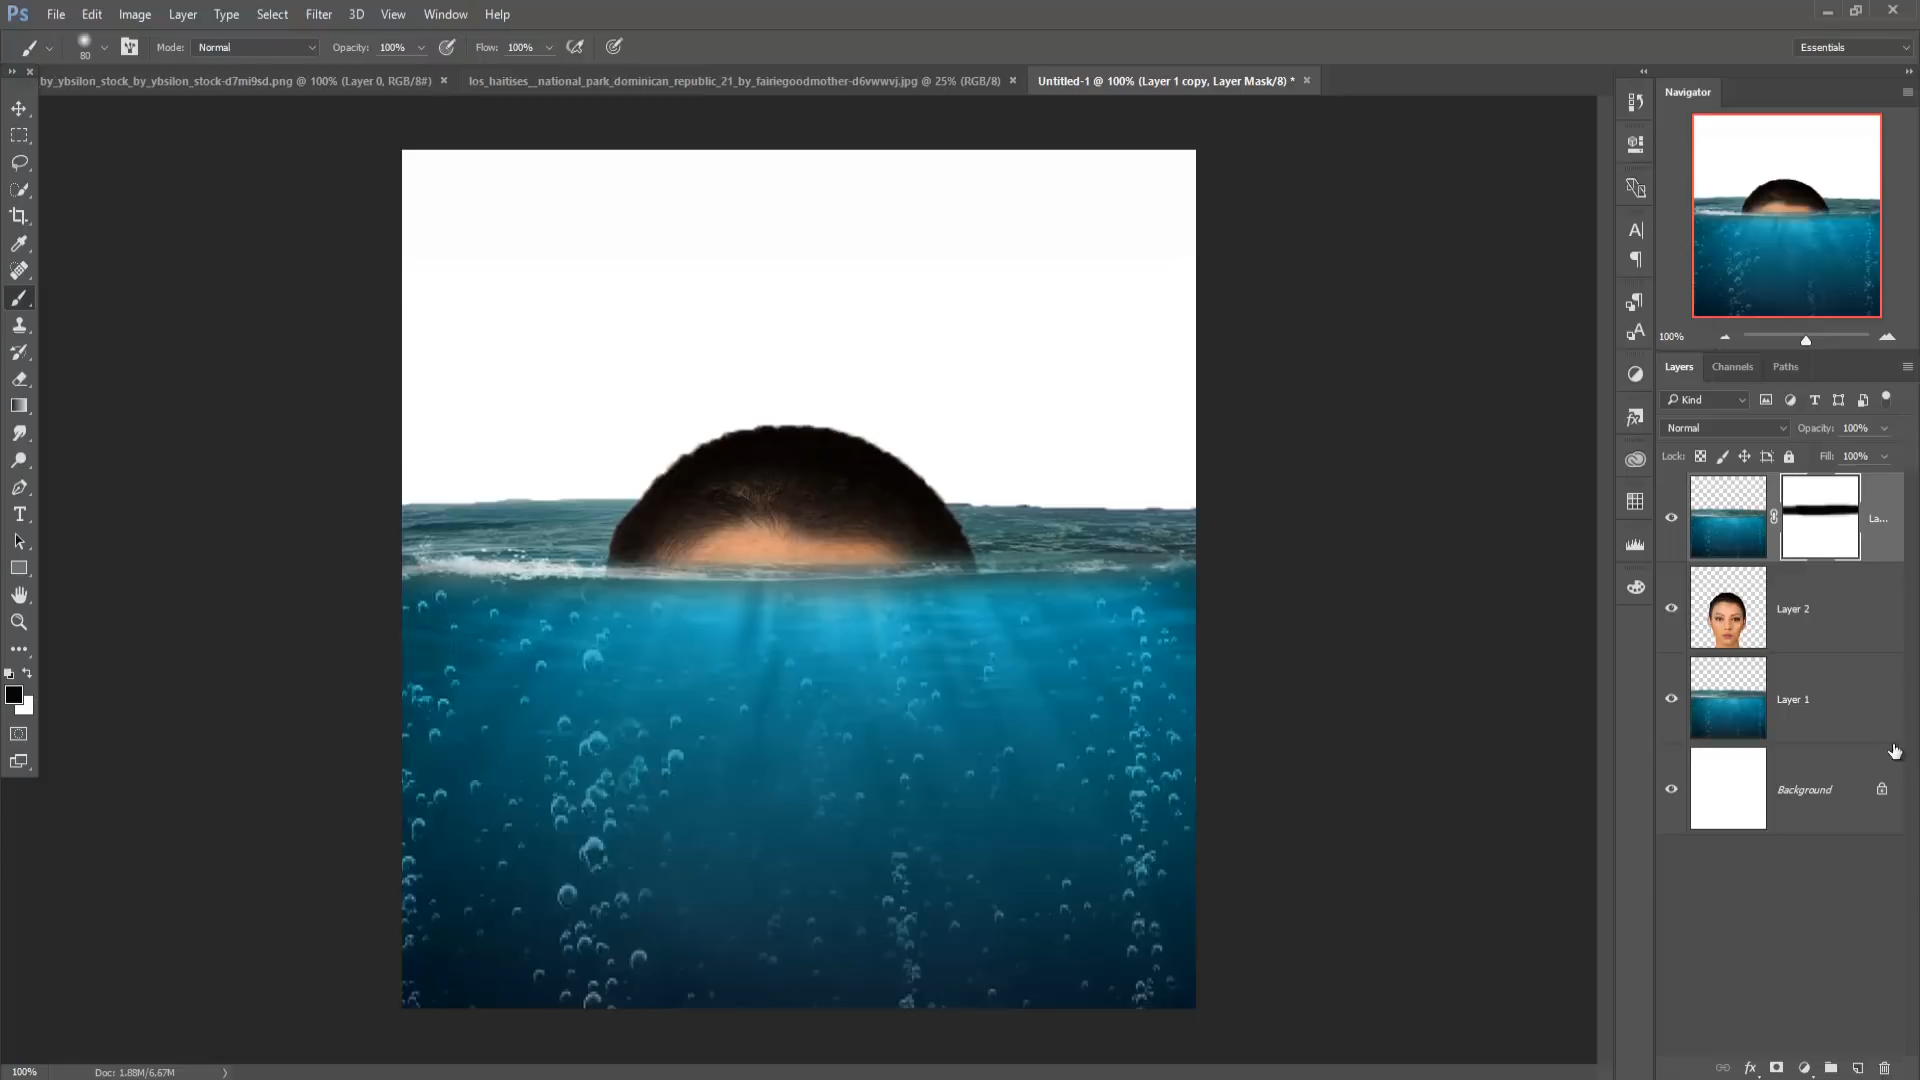 Ps File Edit Image Layer Type Select Filter 3D View Window Help
80 Mode: Normal Opacity: 100% Flow: 100% Essentials
by_ybsilon_stock_by_ybsilon_stock-d7mi9sd.png @ 100% (Layer 0, RGB/8#) × los_haitises__national_park_dominican_republic_21_by_fairiegoodmother-d6vwwvj.jpg @ 25% (RGB/8) × Untitled-1 @ 100% (Layer 1 copy, Layer Mask/8) * ×
Navigator
100%
Layers Channels Paths
Kind
Normal Opacity: 100%
Lock: Fill: 100%
La...
Layer 2
Layer 1
Background
100% Doc: 1.88M/6.67M